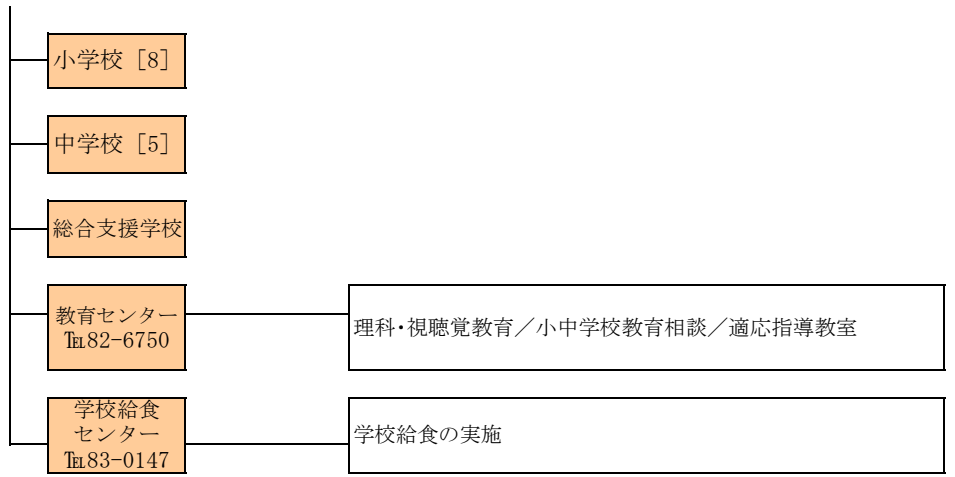 小学校［8］
中学校［5］
総合支援学校
教育センター
℡82-6750
理科・視聴覚教育／小中学校教育相談／適応指導教室
学校給食
センター
℡83-0147
学校給食の実施